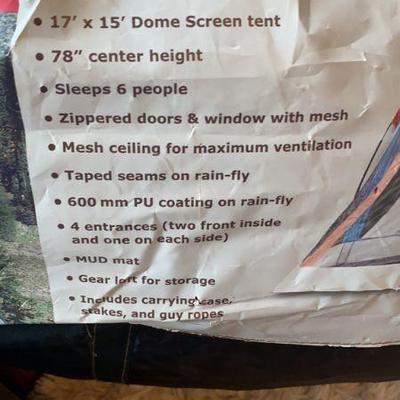 • 17' x 15' Dome Screen tent
• 78" center height
• Sleeps 6 people
• Zippered doors & window with mesh
• Mesh ceiling for maximum ventilation
• Taped seams on rain-fly
• 600 mm PU coating on rain-fly
• 4 entrances (two front inside
and one on each side)
• MUD mat
• Gear loft for storage
• Includes carrying case,
stakes, and guy ropes